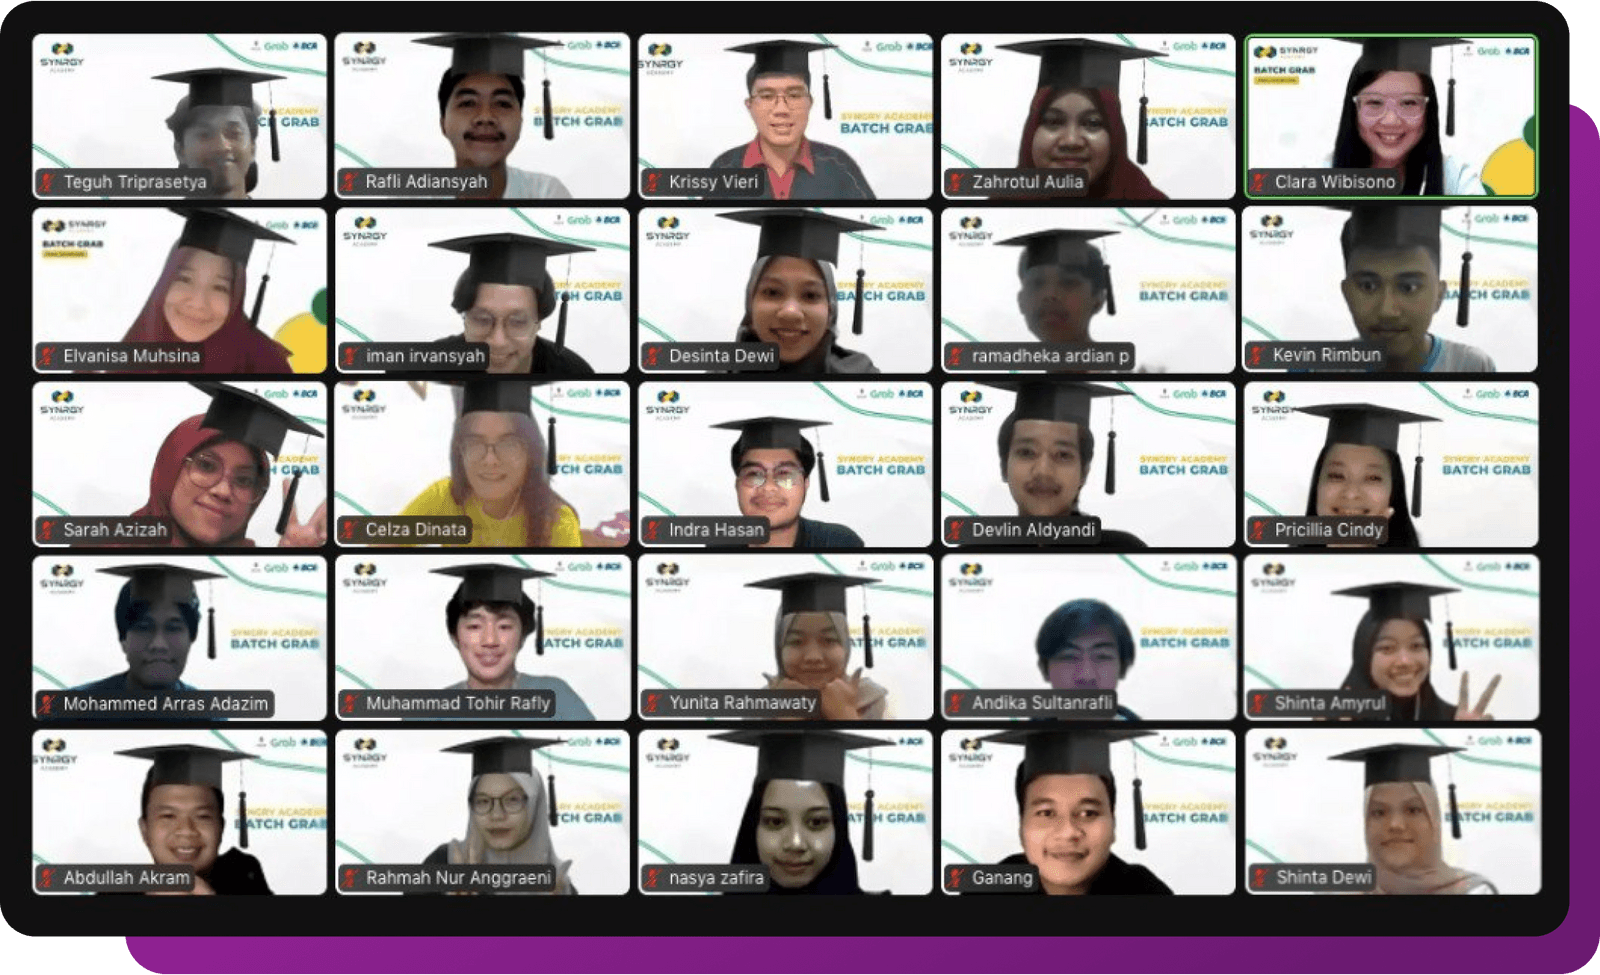 SYNRGY
ACADEMY
Grab
BCA
SYNGRY ACADEMY
BATCH GRAB
Teguh Triprasetya
Rafli Adiansyah
Krissy Vieri
Zahrotul Aulia
Clara Wibisono
Elvanisa Muhsina
iman irvansyah
Desinta Dewi
ramadheka ardian p
Kevin Rimbun
Sarah Azizah
Celza Dinata
Indra Hasan
Devlin Aldyandi
Pricillia Cindy
Mohammed Arras Adazim
Muhammad Tohir Rafly
Yunita Rahmawaty
Andika Sultanrafli
Shinta Amyrul
Abdullah Akram
Rahmah Nur Anggraeni
nasya zafira
Ganang
Shinta Dewi